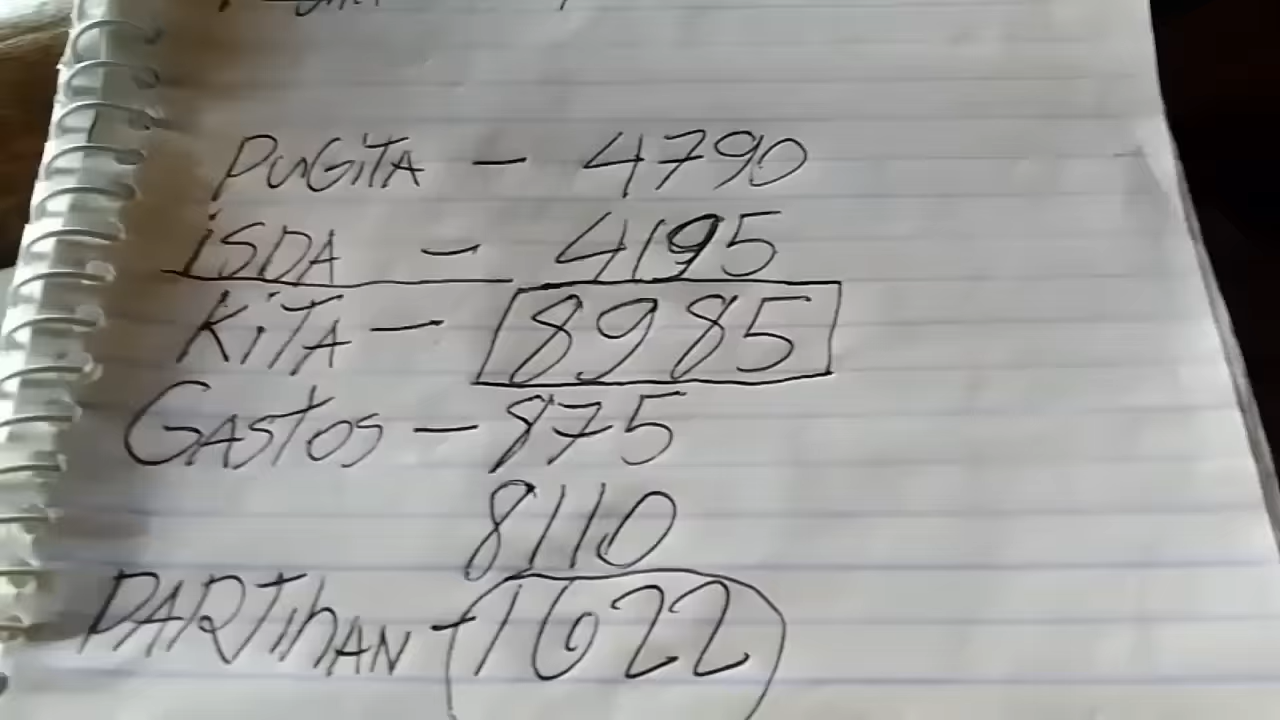 PUGITA - 4790
ISDA - 4195
KITA - 8985
GASTOS - 875
8110
PARTIhAN - 1622